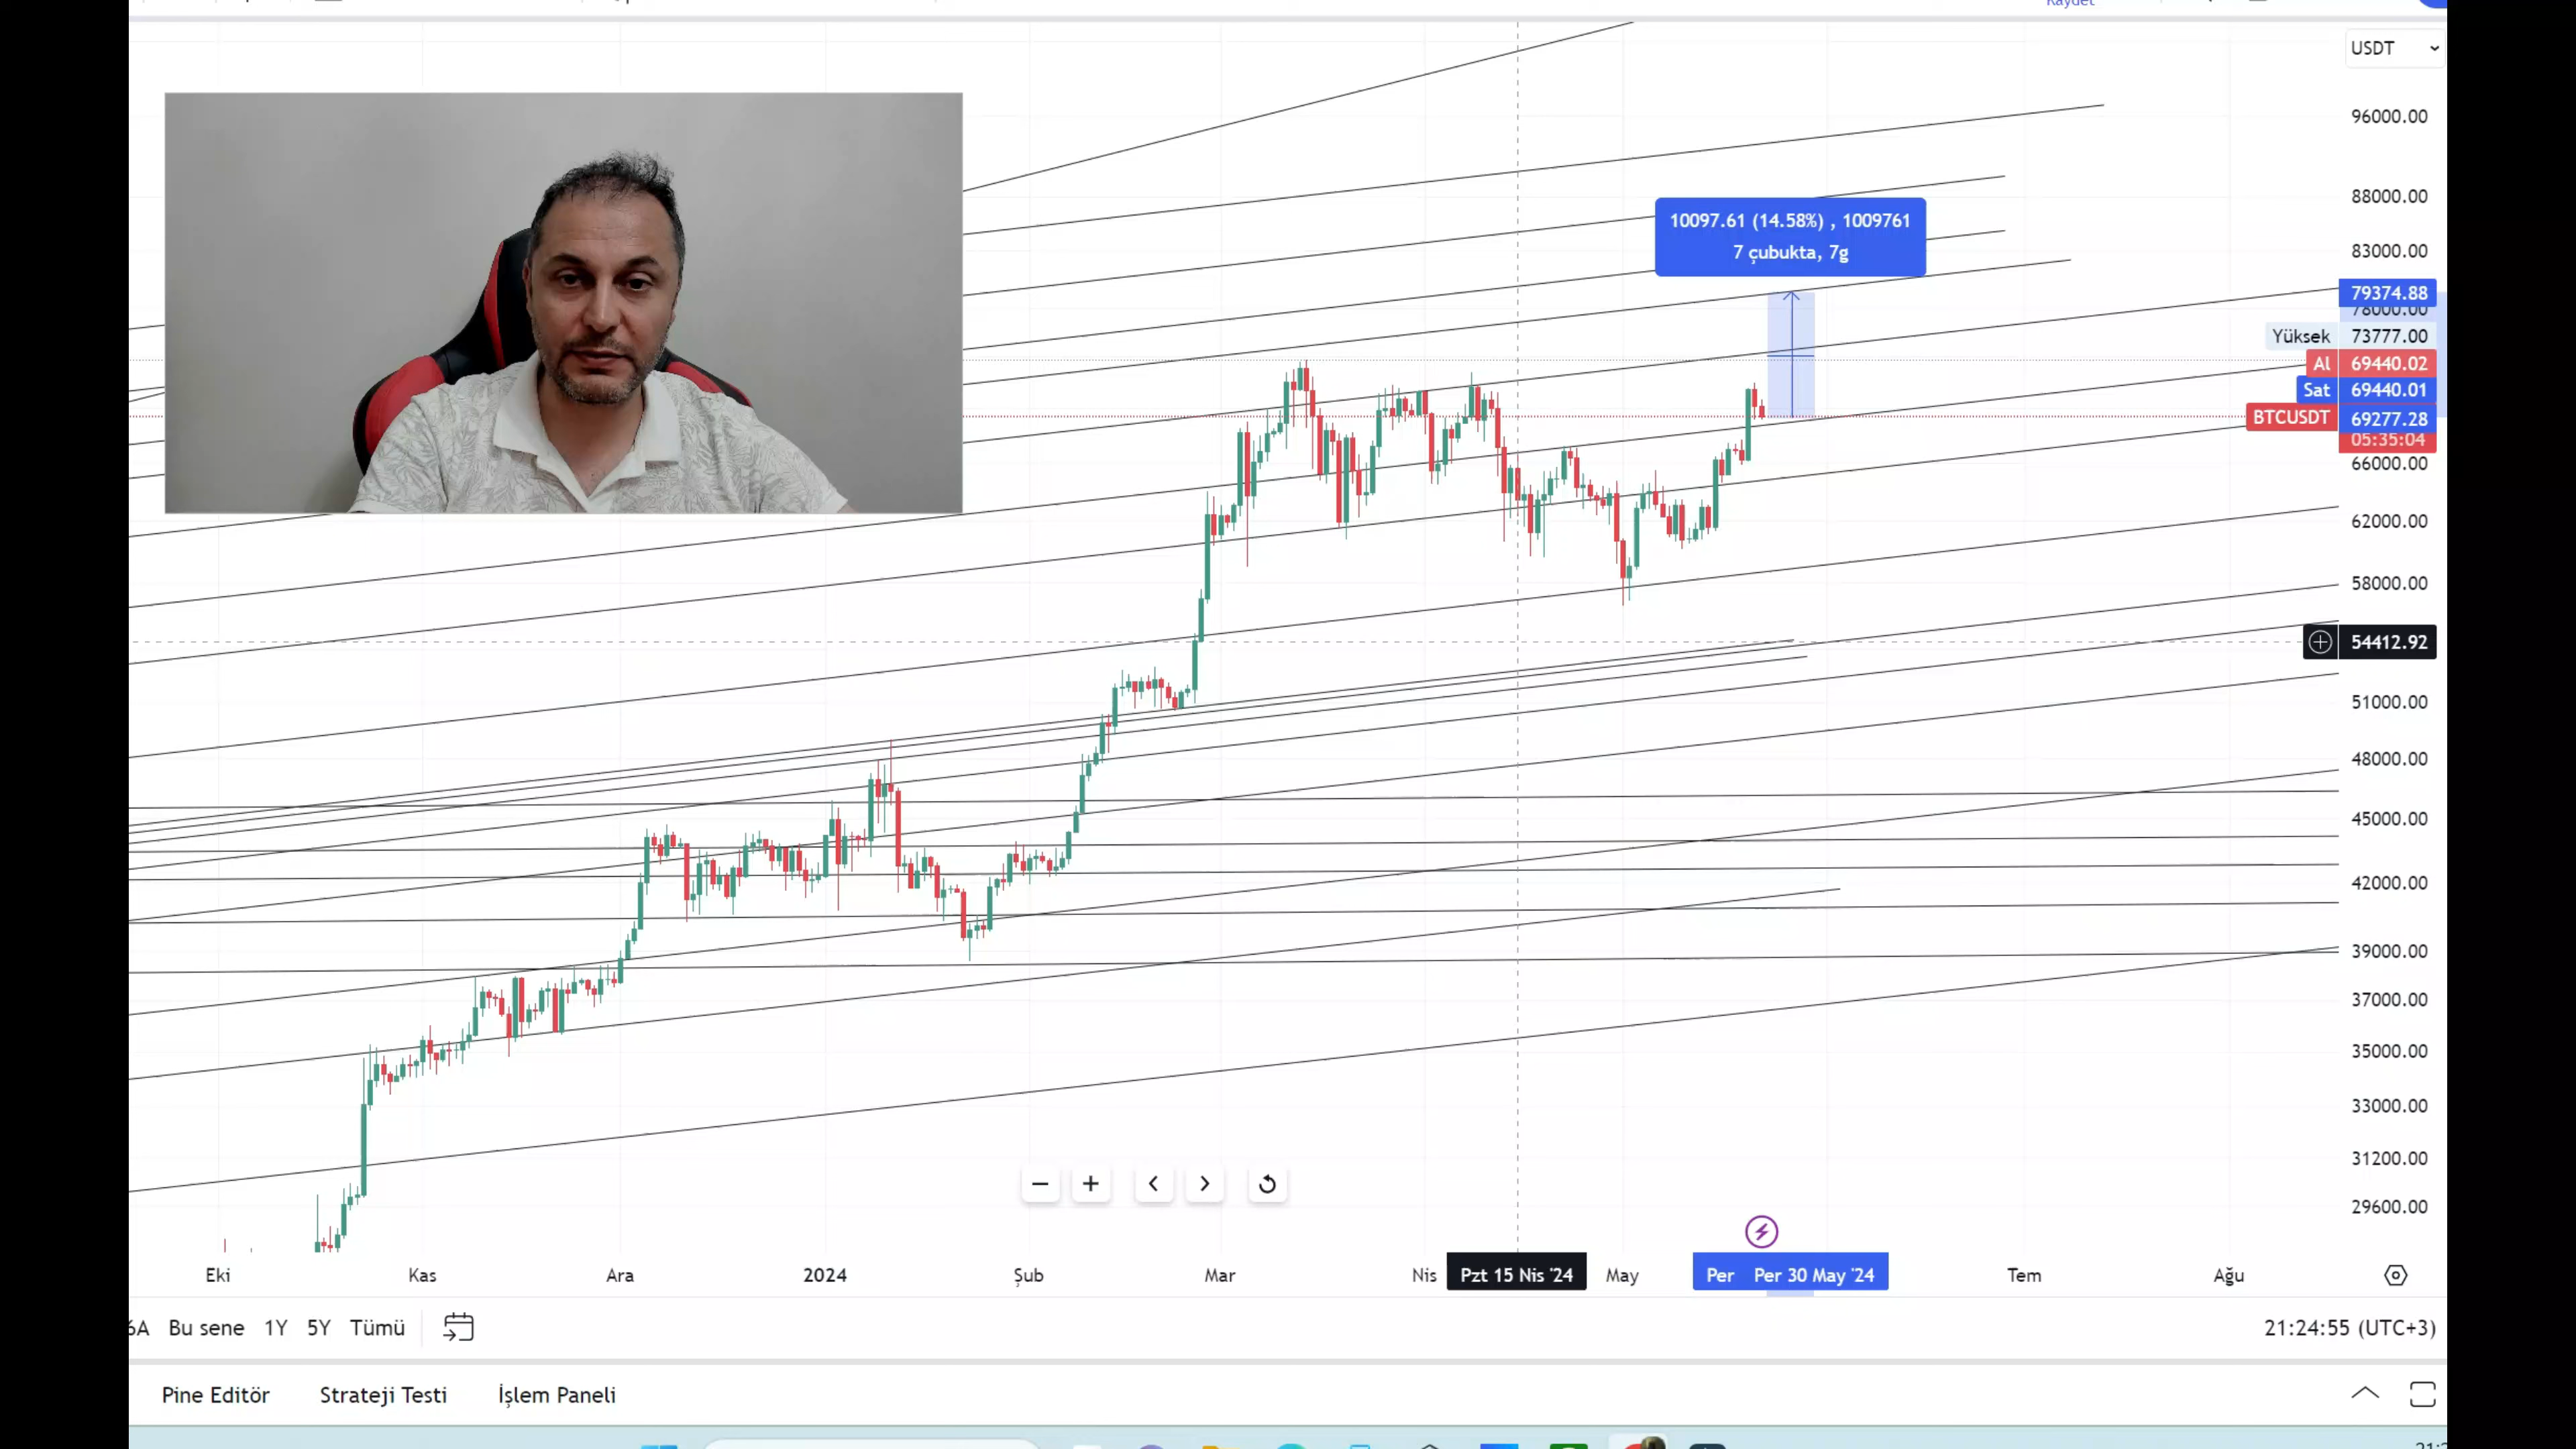 Kaydet
USDT
96000.00
88000.00
10097.61 (14.58%) , 1009761
7 çubukta, 7g
83000.00
79374.88
78000.00
Yüksek 73777.00
Al 69440.02
Sat 69440.01
BTCUSDT 69277.28
05:35:04
66000.00
62000.00
58000.00
54412.92
51000.00
48000.00
45000.00
42000.00
39000.00
37000.00
35000.00
33000.00
31200.00
29600.00
Eki Kas Ara 2024 Şub Mar Nis Pzt 15 Nis '24 May Per Per 30 May '24 Tem Ağu
6A Bu sene 1Y 5Y Tümü 21:24:55 (UTC+3)
Pine Editör Strateji Testi İşlem Paneli